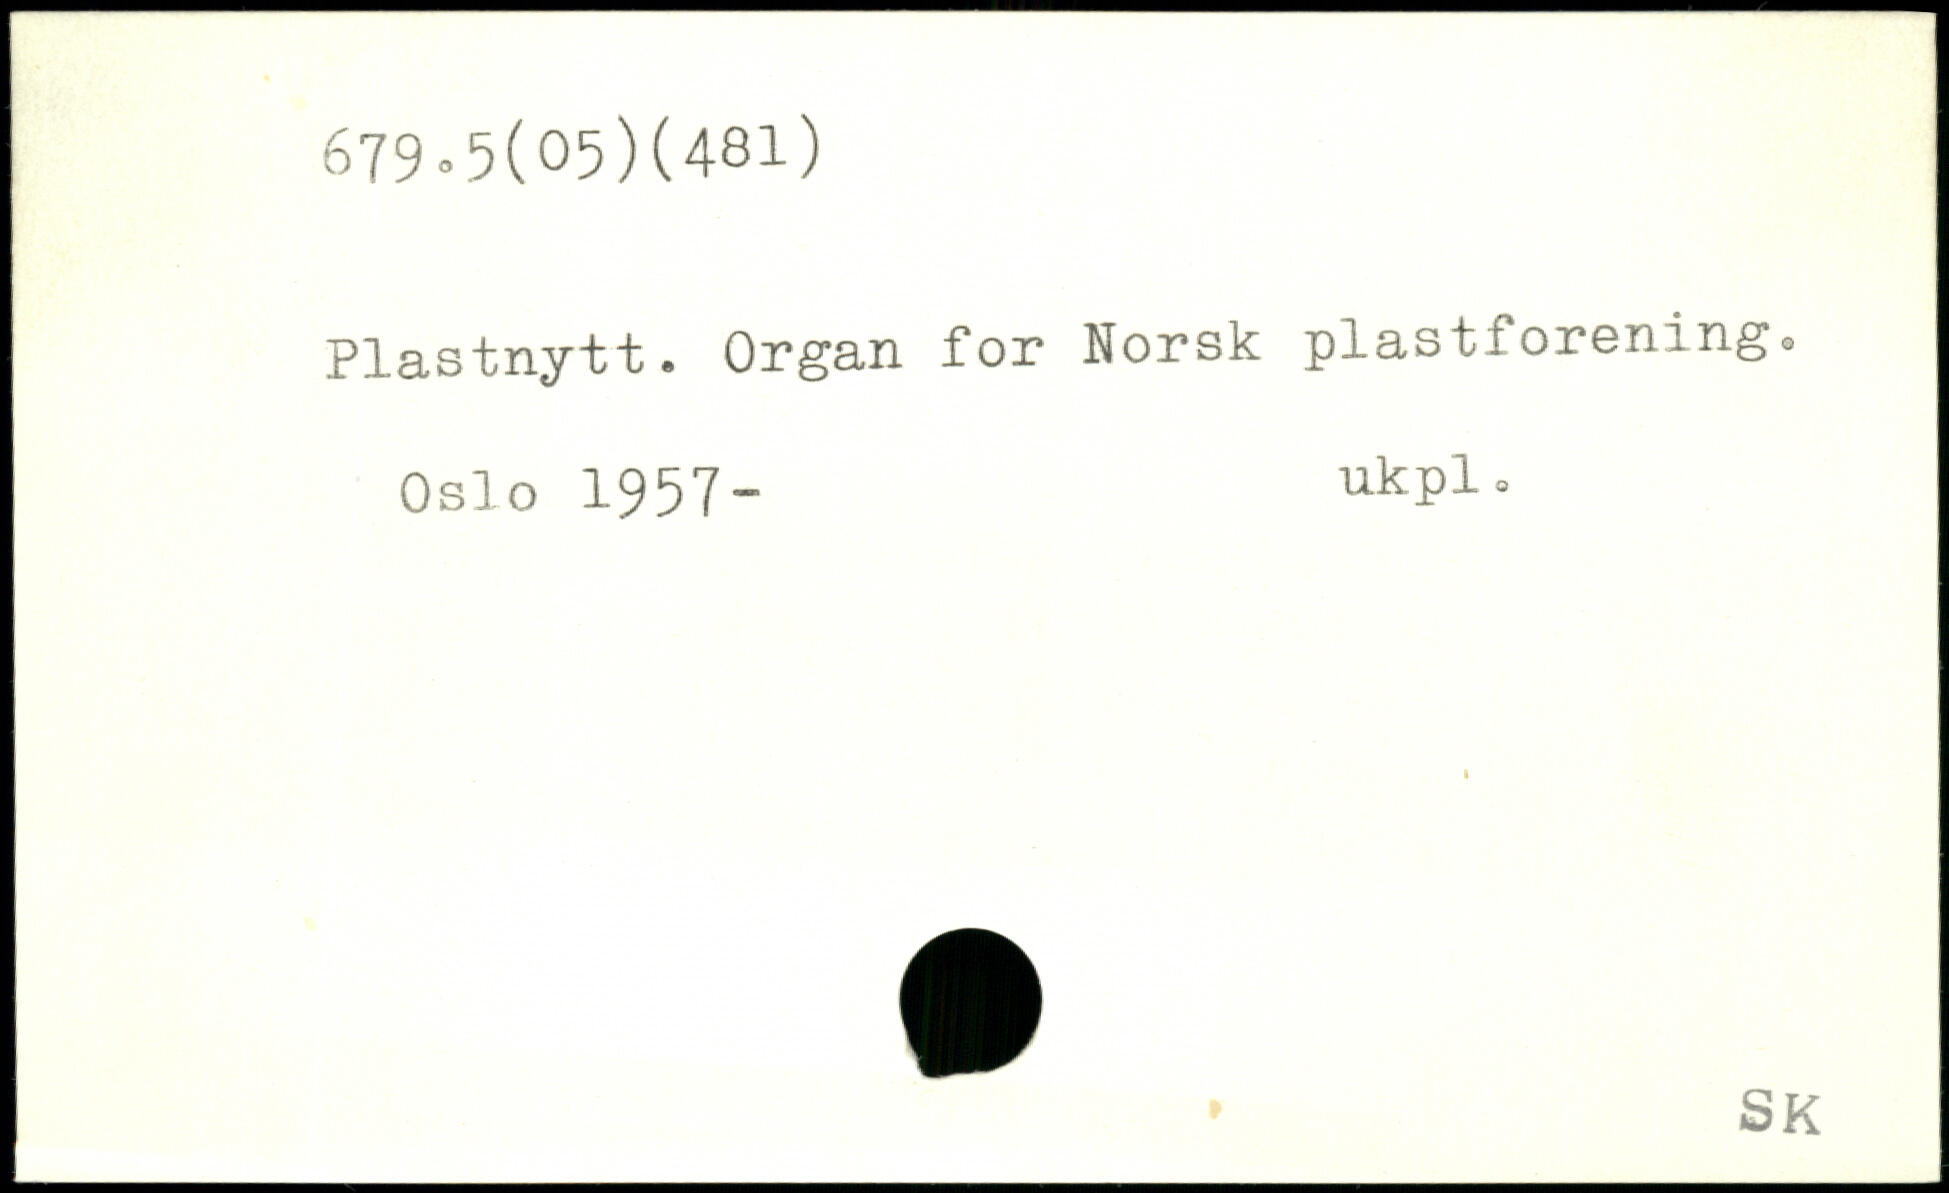 679.5(05)(481)
Plastnytt. Organ for Norsk plastforening.
Oslo 1957- ukpl.
SK